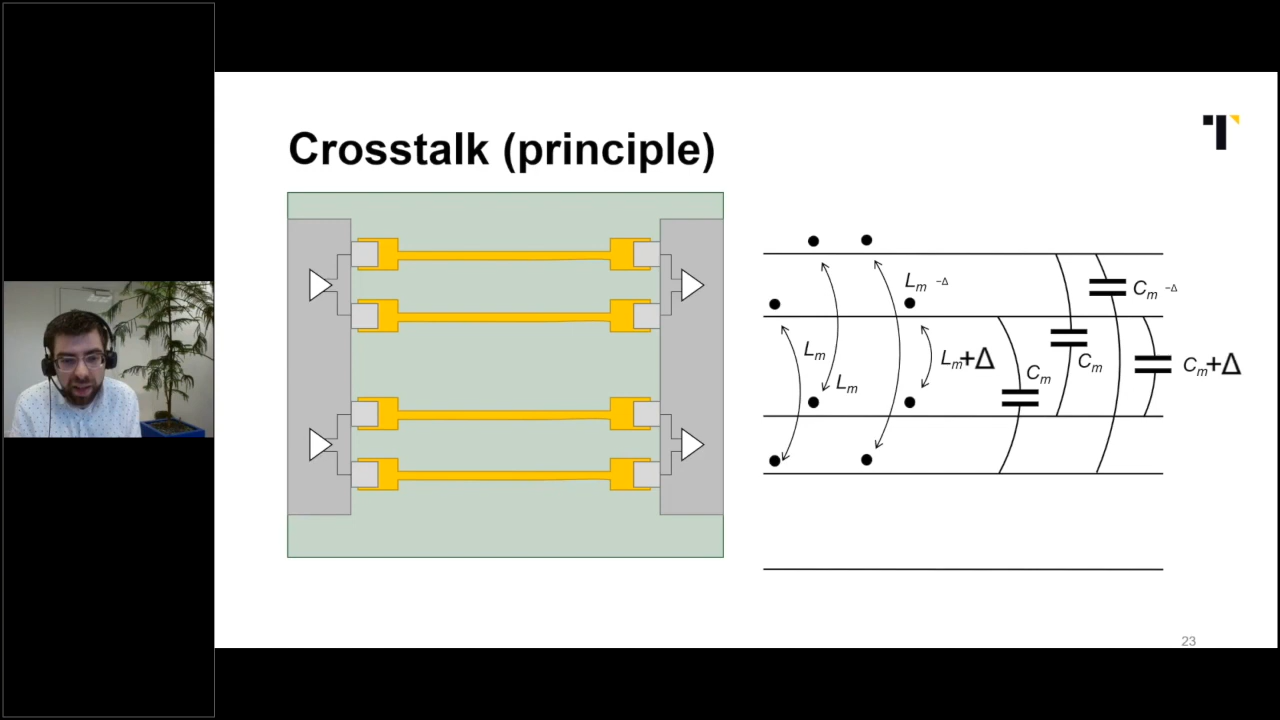 Crosstalk (principle)
Lm −Δ
Cm −Δ
Lm
Lm+Δ
Cm
Cm
Cm+Δ
Lm
23